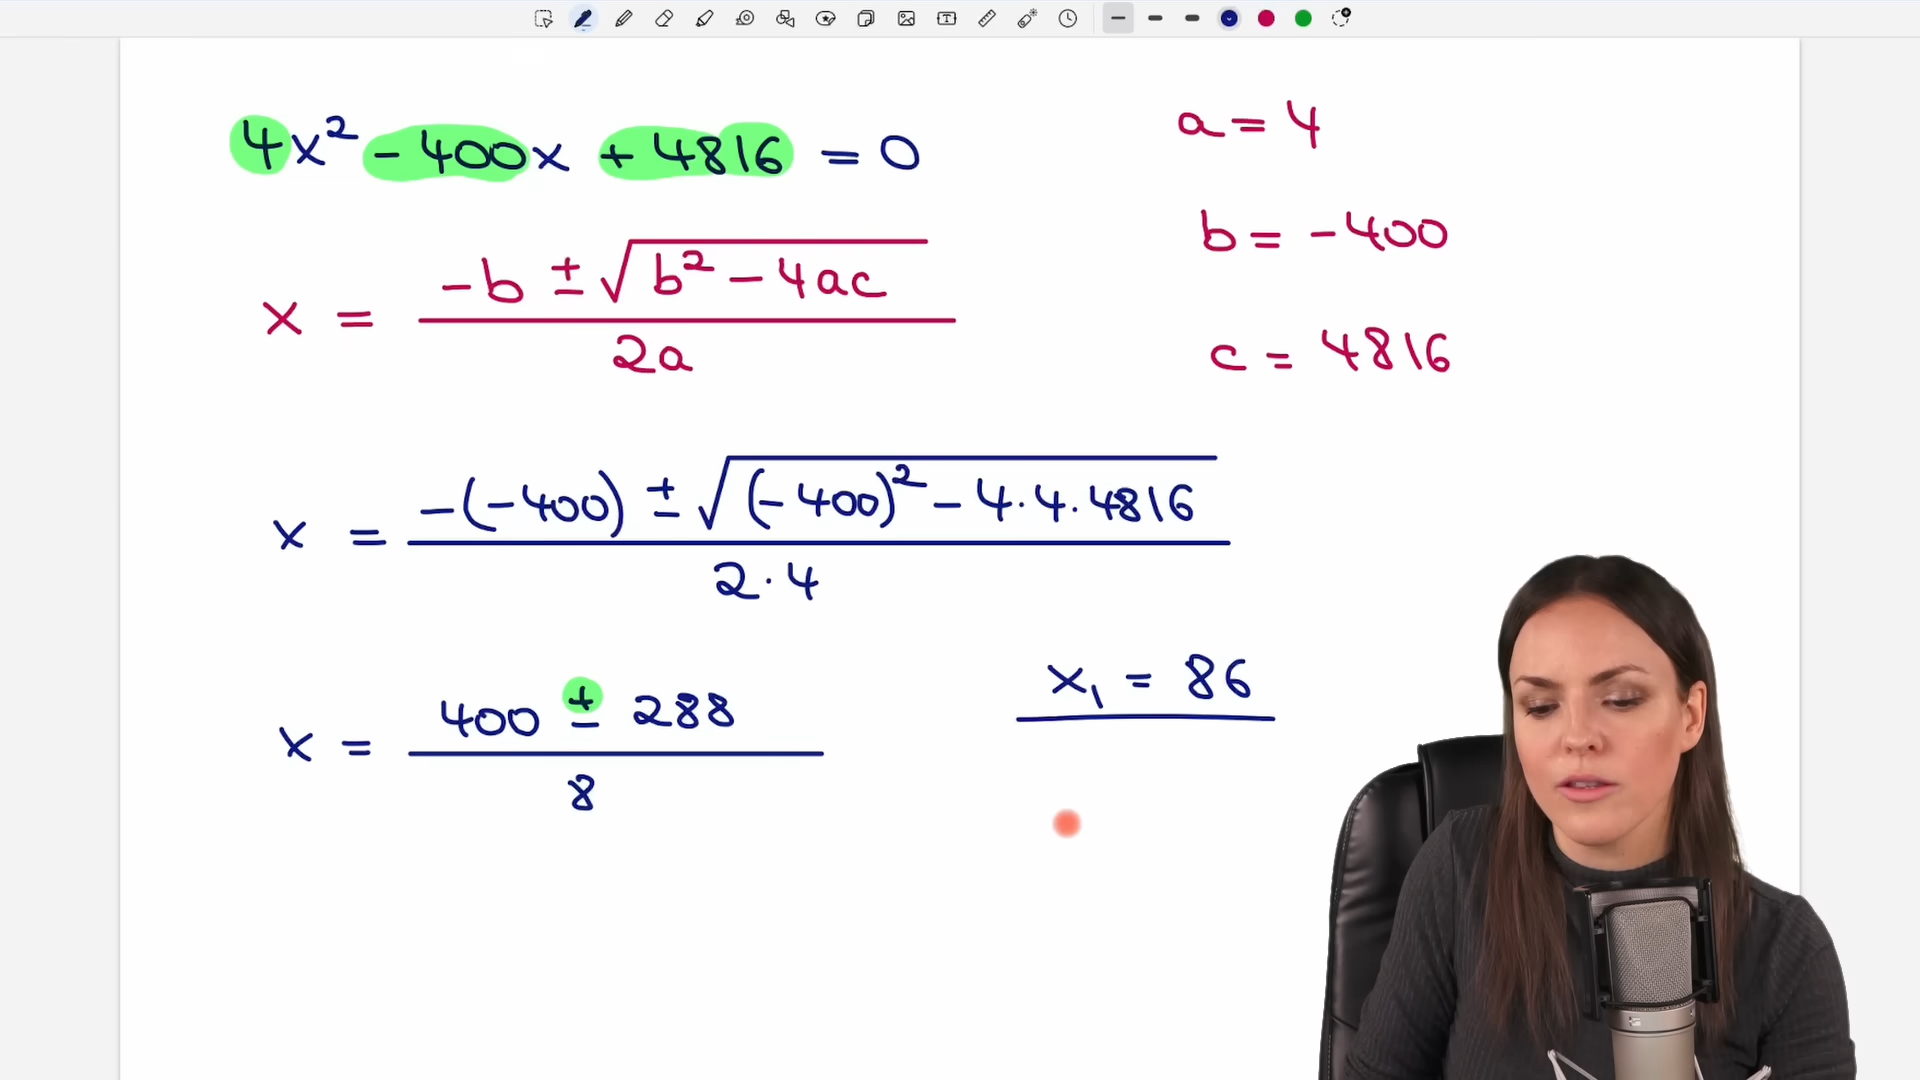 4x² - 400x + 4816 = 0
a = 4
b = -400
x = (-b ± √(b² - 4ac)) / 2a
c = 4816
x = (-(-400) ± √((-400)² - 4·4·4816)) / 2·4
x = (400 ± 288) / 8
x₁ = 86